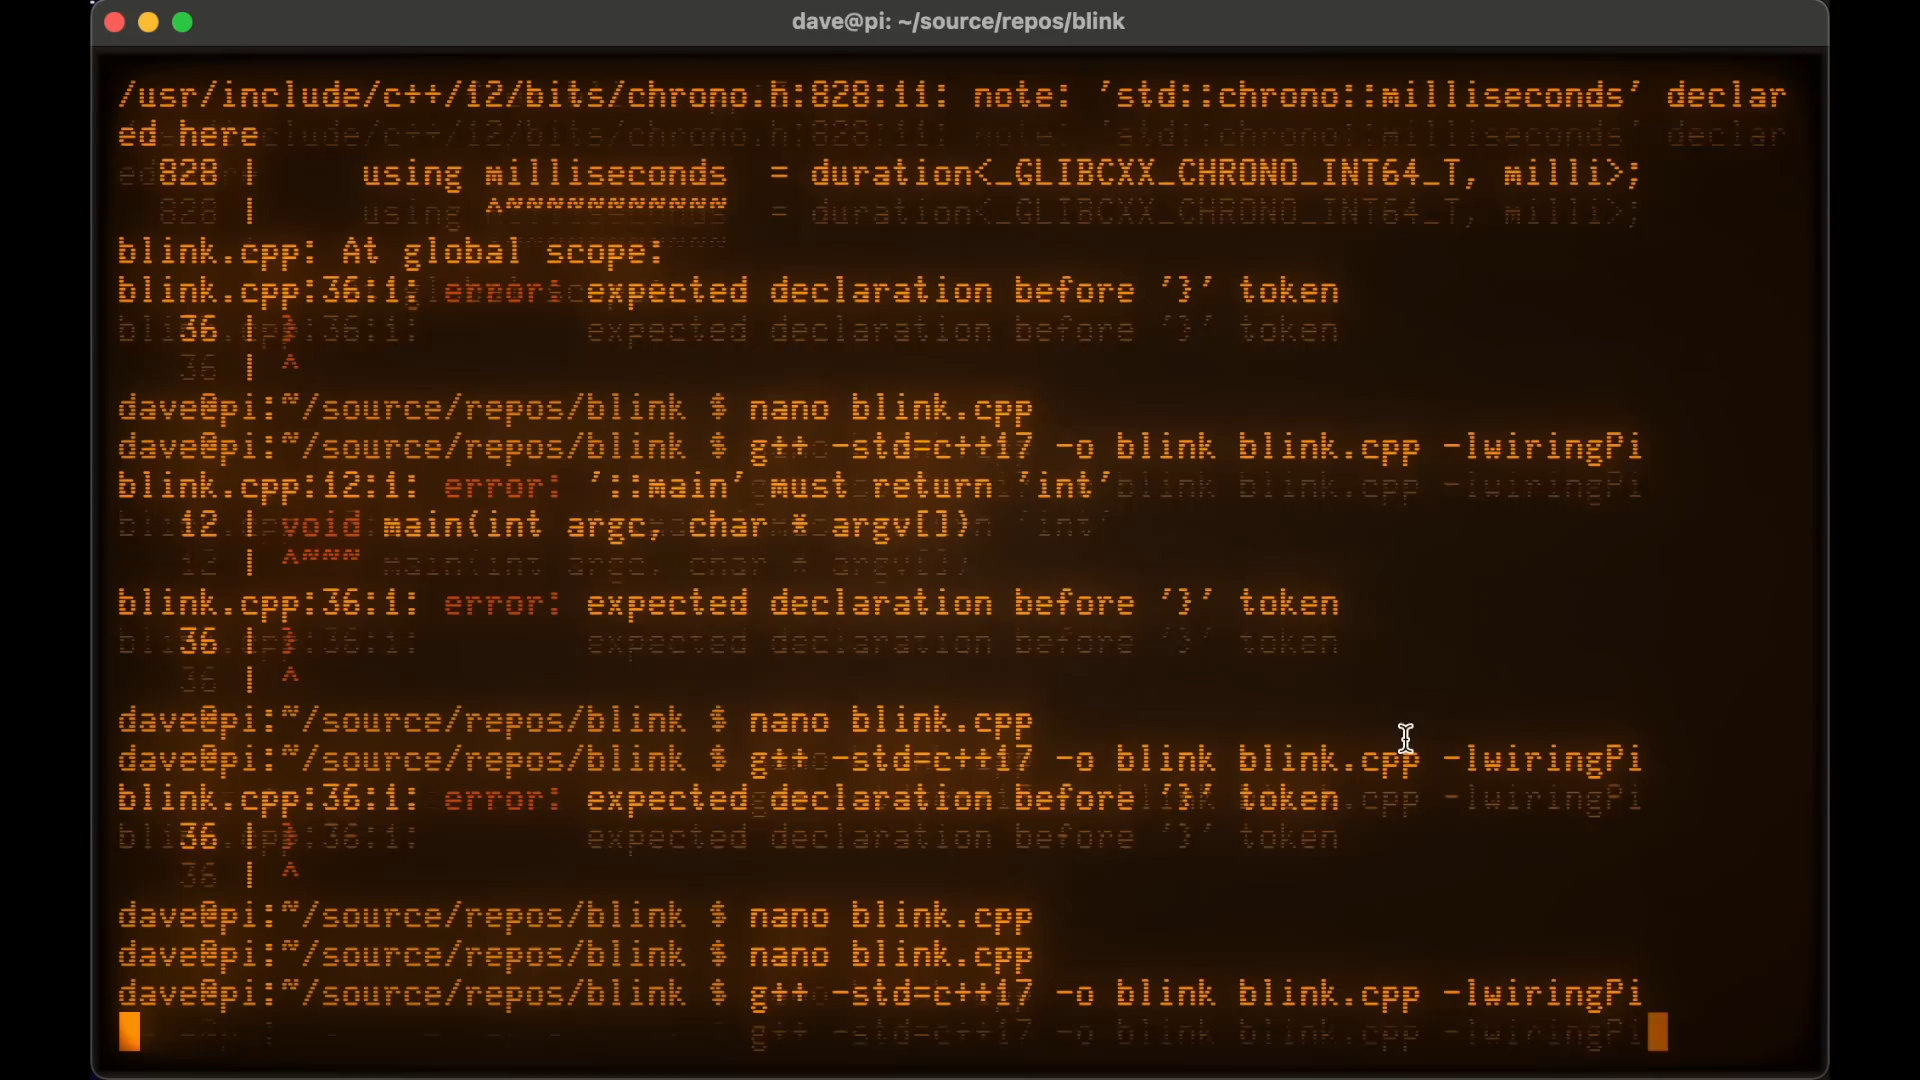 dave@pi: ~/source/repos/blink
/usr/include/c++/12/bits/chrono.h:828:11: note: 'std::chrono::milliseconds' declar
ed here
828 |     using milliseconds  = duration<_GLIBCXX_CHRONO_INT64_T, milli>;
|           ^~~~~~~~~~~~
blink.cpp: At global scope:
blink.cpp:36:1: error: expected declaration before '}' token
36 | }
| ^
dave@pi:~/source/repos/blink $ nano blink.cpp
dave@pi:~/source/repos/blink $ g++ -std=c++17 -o blink blink.cpp -lwiringPi
blink.cpp:12:1: error: '::main' must return 'int'
12 | void main(int argc, char * argv[])
| ^~~~
blink.cpp:36:1: error: expected declaration before '}' token
36 | }
| ^
dave@pi:~/source/repos/blink $ nano blink.cpp
dave@pi:~/source/repos/blink $ g++ -std=c++17 -o blink blink.cpp -lwiringPi
blink.cpp:36:1: error: expected declaration before '}' token
36 | }
| ^
dave@pi:~/source/repos/blink $ nano blink.cpp
dave@pi:~/source/repos/blink $ nano blink.cpp
dave@pi:~/source/repos/blink $ g++ -std=c++17 -o blink blink.cpp -lwiringPi